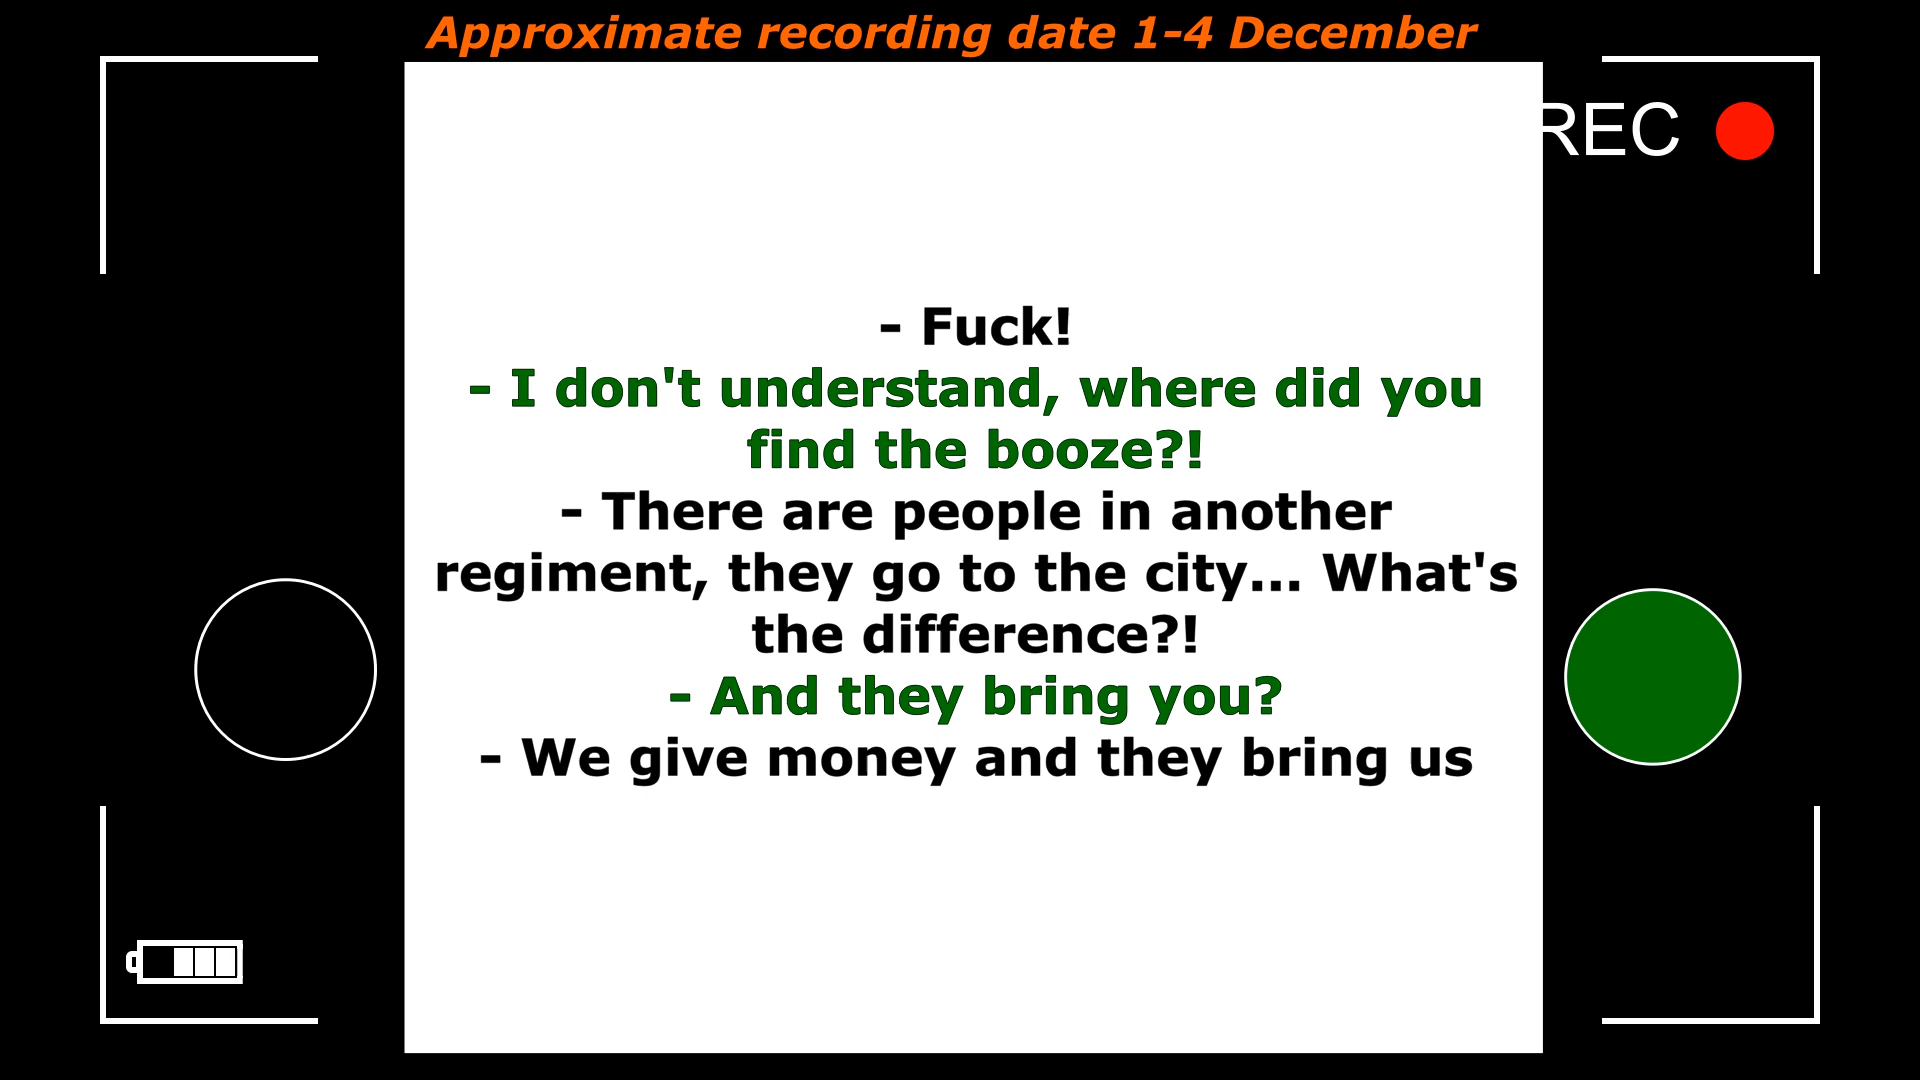 Approximate recording date 1-4 December
REC
- Fuck!
- I don't understand, where did you
find the booze?!
- There are people in another
regiment, they go to the city... What's
the difference?!
- And they bring you?
- We give money and they bring us